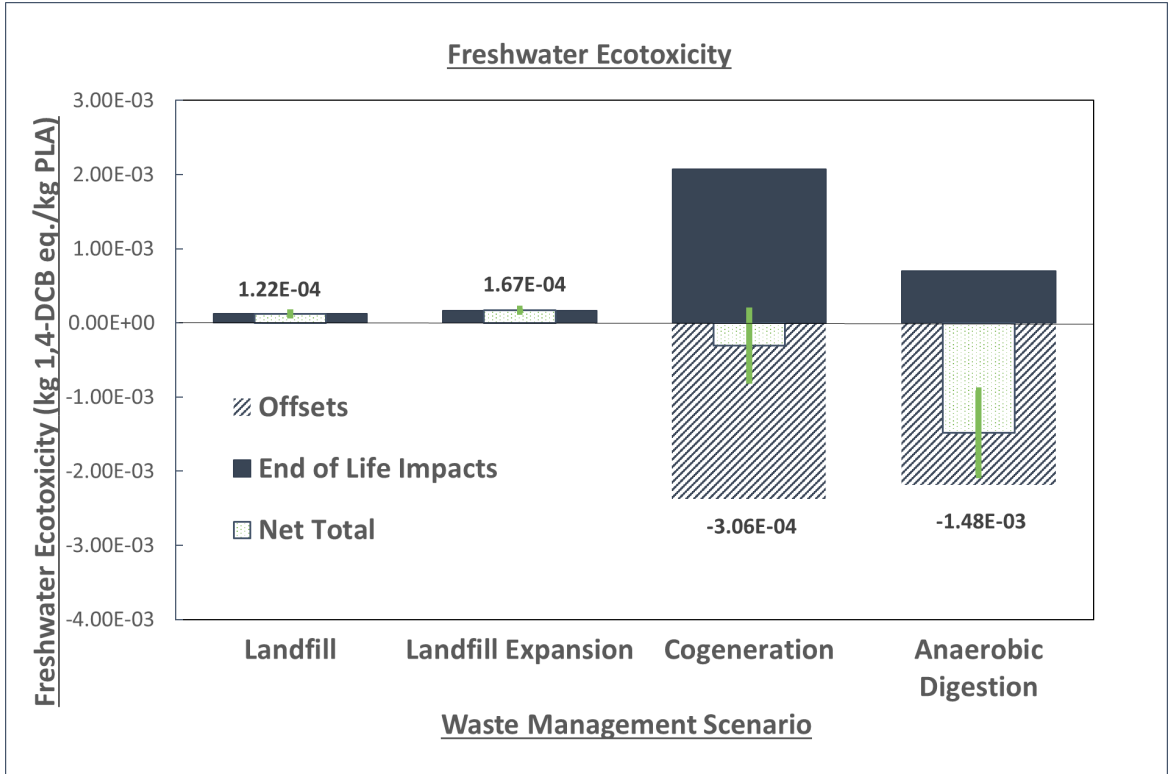 Freshwater Ecotoxicity
Freshwater Ecotoxicity (kg 1,4-DCB eq./kg PLA)
3.00E-03
2.00E-03
1.00E-03
0.00E+00
-1.00E-03
-2.00E-03
-3.00E-03
-4.00E-03
1.22E-04
1.67E-04
-3.06E-04
-1.48E-03
Offsets
End of Life Impacts
Net Total
Landfill
Landfill Expansion
Cogeneration
Anaerobic
Digestion
Waste Management Scenario